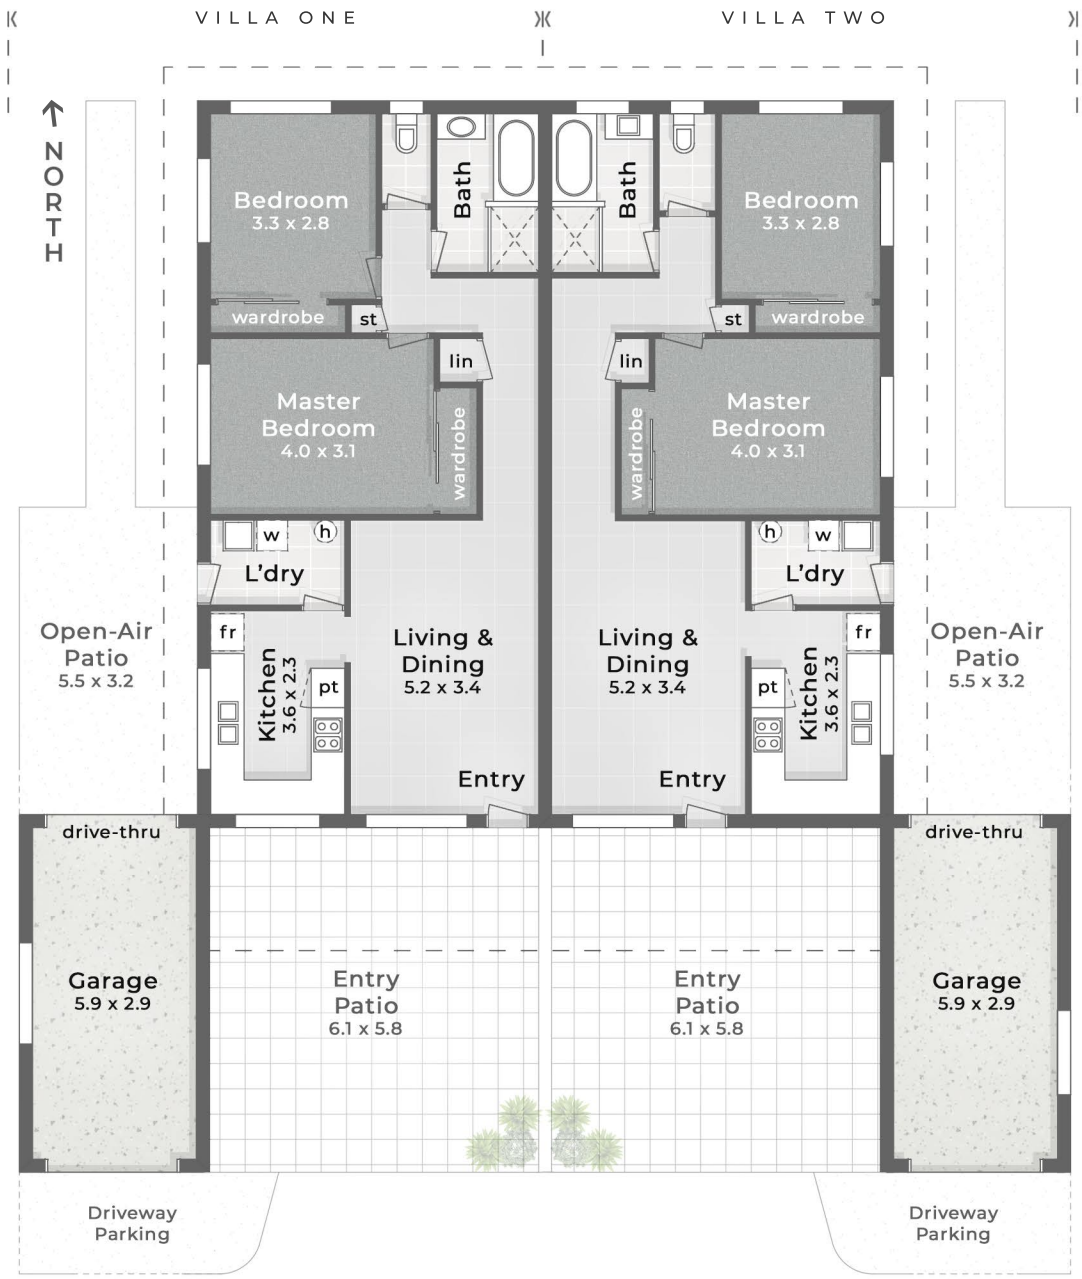 VILLA ONE
VILLA TWO
NORTH
Bedroom
3.3 x 2.8
Bath
Bath
Bedroom
3.3 x 2.8
wardrobe
st
st
wardrobe
lin
lin
Master
Bedroom
4.0 x 3.1
wardrobe
wardrobe
Master
Bedroom
4.0 x 3.1
w
h
L’dry
h
w
L’dry
Open-Air
Patio
5.5 x 3.2
fr
Kitchen
3.6 x 2.3
pt
Living &
Dining
5.2 x 3.4
Entry
Living &
Dining
5.2 x 3.4
Entry
pt
Kitchen
3.6 x 2.3
fr
Open-Air
Patio
5.5 x 3.2
drive-thru
drive-thru
Garage
5.9 x 2.9
Entry
Patio
6.1 x 5.8
Entry
Patio
6.1 x 5.8
Garage
5.9 x 2.9
Driveway
Parking
Driveway
Parking